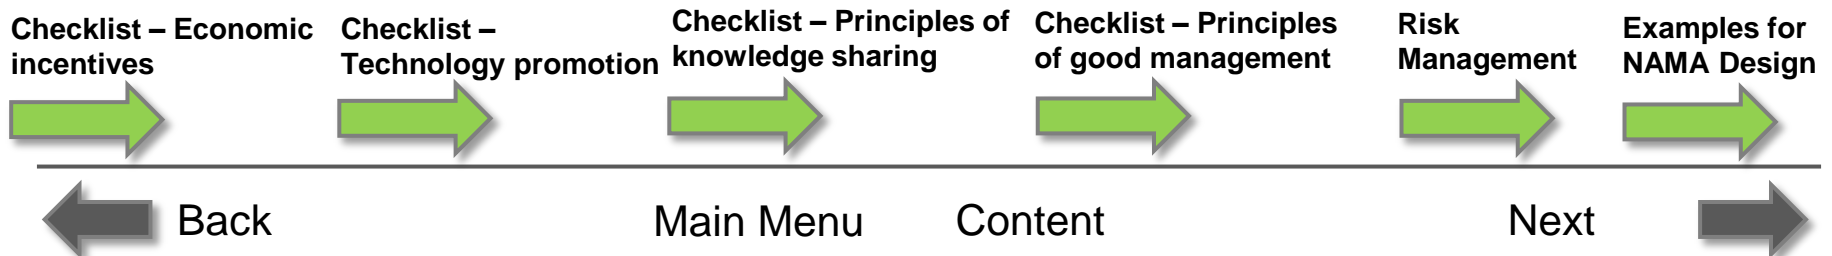 Checklist – Economic
incentives
Checklist –
Technology promotion
Checklist – Principles of
knowledge sharing
Checklist – Principles
of good management
Risk
Management
Examples for
NAMA Design
Back
Main Menu
Content
Next